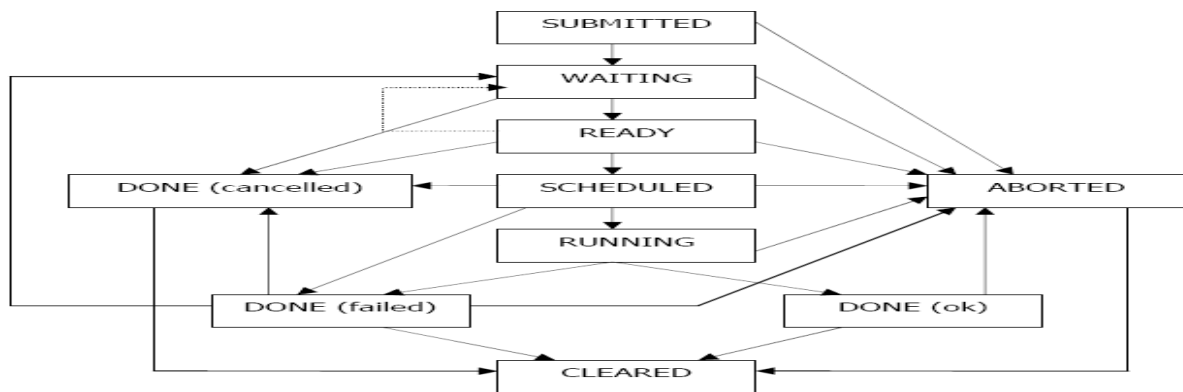 SUBMITTED
WAITING
READY
DONE (cancelled)
SCHEDULED
ABORTED
RUNNING
DONE (failed)
DONE (ok)
CLEARED